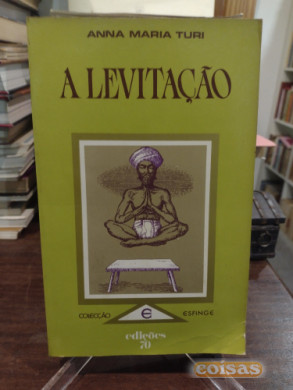 ANNA MARIA TURI
A LEVITAÇÃO
COLECÇÃO E ESFINGE
edições
70
coisas